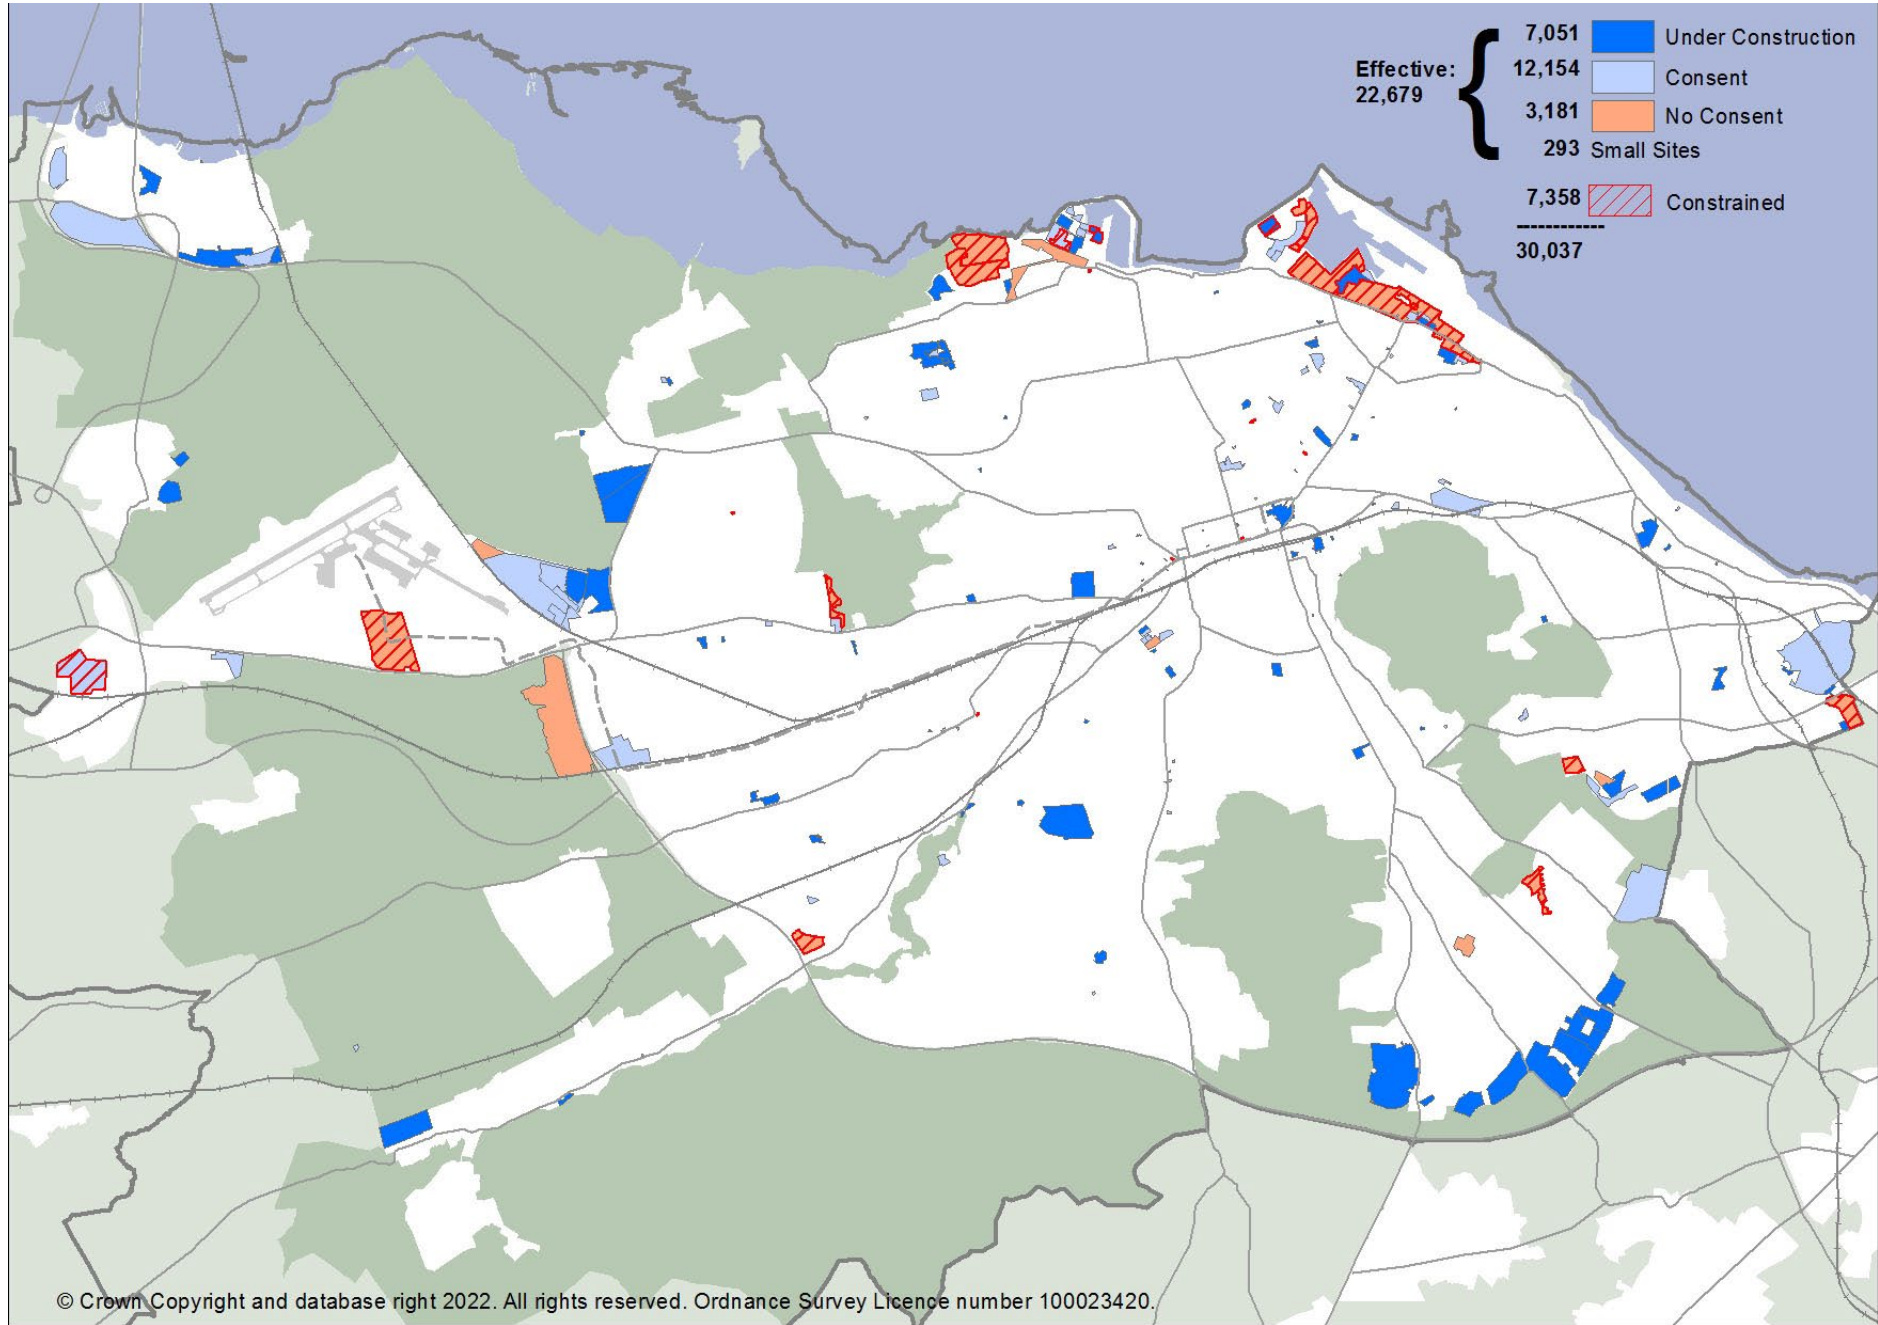 7,051 Under Construction
Effective:
22,679
12,154 Consent
3,181 No Consent
293 Small Sites
7,358 Constrained
------------
30,037
© Crown Copyright and database right 2022. All rights reserved. Ordnance Survey Licence number 100023420.